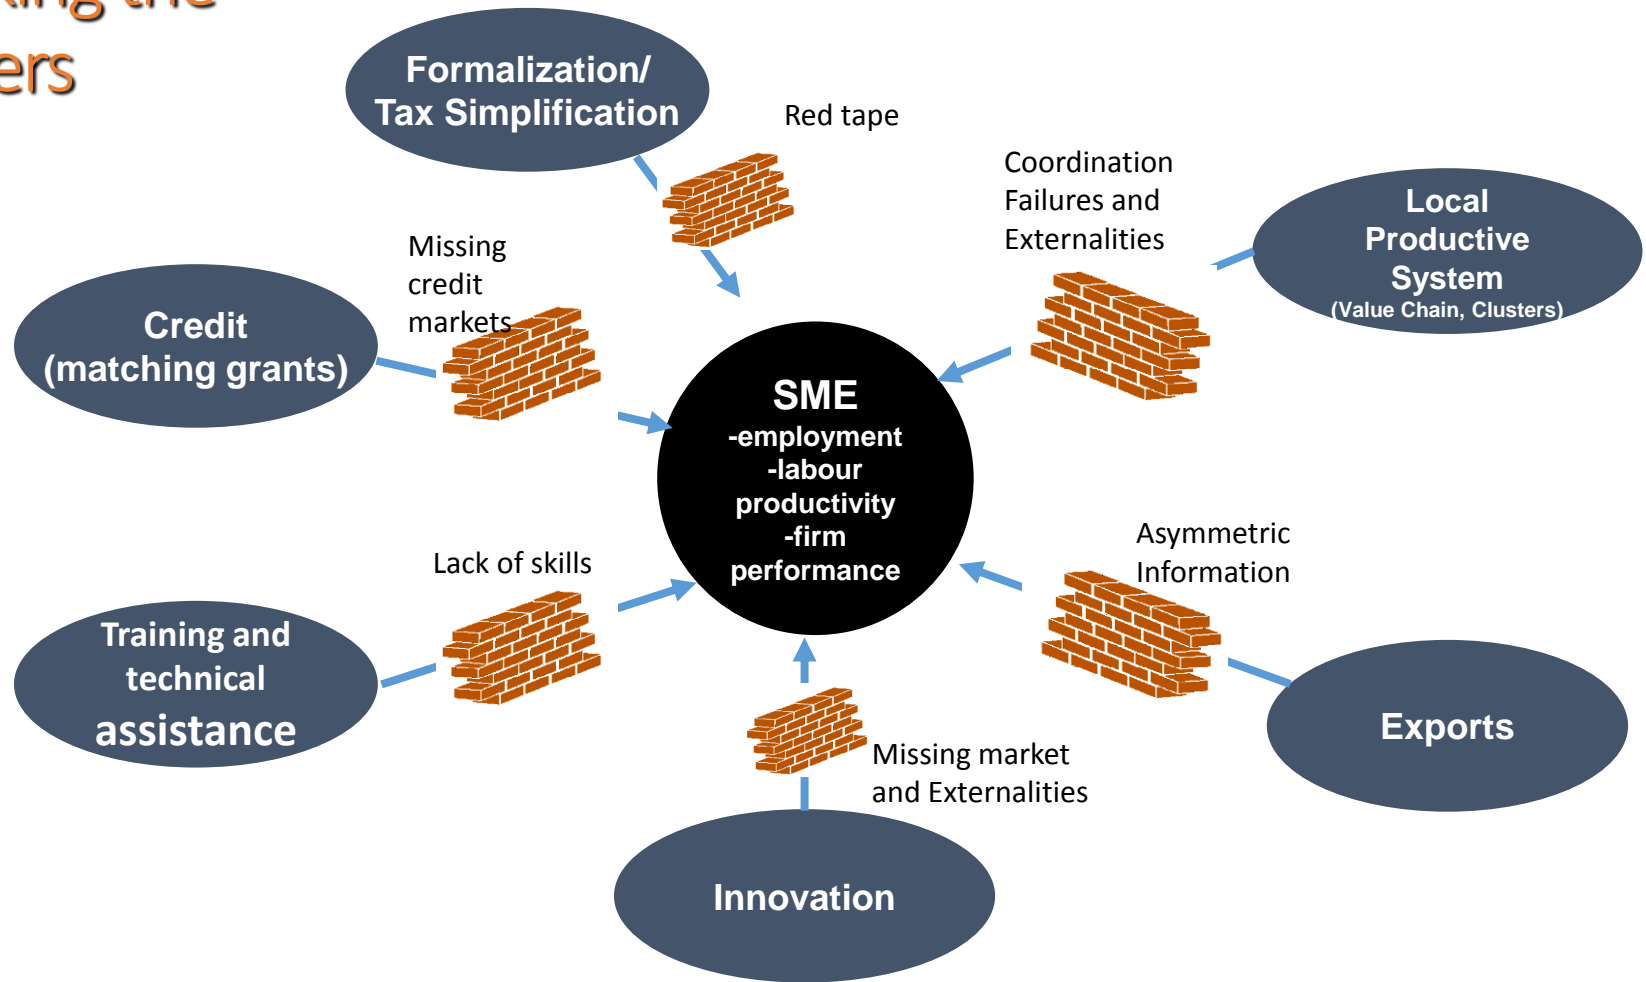 ers
Formalization/
Tax Simplification
Red tape
Coordination
Failures and
Externalities
Local
Productive
System
(Value Chain, Clusters)
Missing
credit
markets
Credit
(matching grants)
SME
-employment
-labour
productivity
-firm
performance
Asymmetric
Information
Lack of skills
Training and
technical
assistance
Exports
Missing market
and Externalities
Innovation